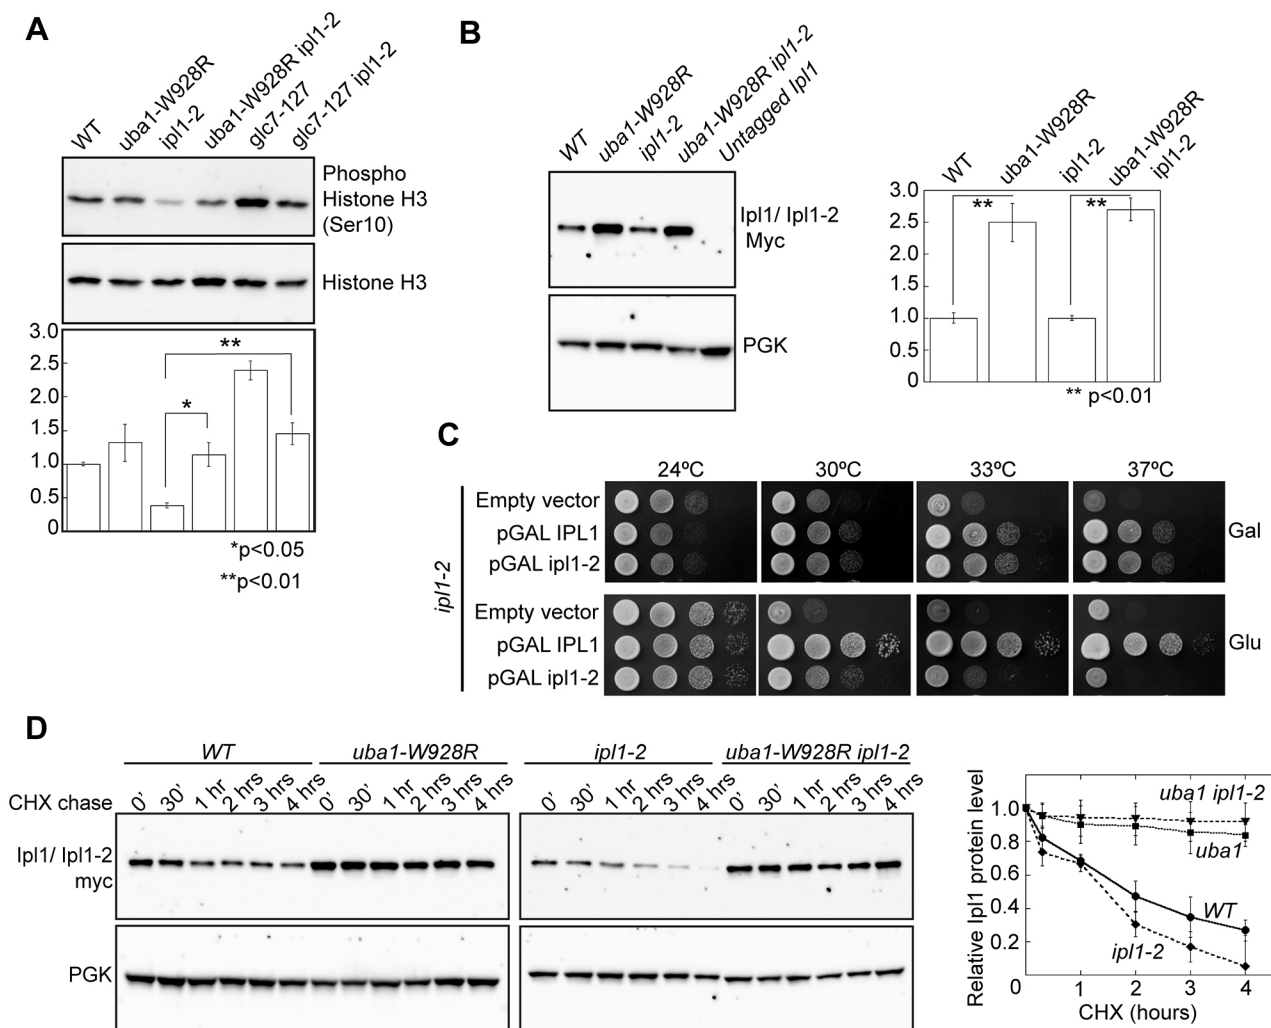 A
WT
uba1-W928R
ipl1-2
uba1-W928R ipl1-2
glc7-127
glc7-127 ipl1-2
Phospho
Histone H3
(Ser10)
Histone H3
3.0
2.5
2.0
1.5
1.0
0.5
0
**
*
*p<0.05
**p<0.01
B
WT
uba1-W928R
ipl1-2
uba1-W928R ipl1-2
Untagged Ipl1
Ipl1/ Ipl1-2
Myc
PGK
WT
uba1-W928R
ipl1-2
uba1-W928R
ipl1-2
3.0
2.5
2.0
1.0
0.5
0
**
**
** p<0.01
C
24ºC
30ºC
33ºC
37ºC
ipl1-2
Empty vector
pGAL IPL1
pGAL ipl1-2
Gal
Empty vector
pGAL IPL1
pGAL ipl1-2
Glu
D
WT
uba1-W928R
ipl1-2
uba1-W928R ipl1-2
CHX chase
0' 30' 1 hr 2 hrs 3 hrs 4 hrs 0' 30' 1 hr 2 hrs 3 hrs 4 hrs
0' 30' 1 hr 2 hrs 3 hrs 4 hrs 0' 30' 1 hr 2 hrs 3 hrs 4 hrs
Ipl1/ Ipl1-2
myc
PGK
Relative Ipl1 protein level
1.0
0.8
0.6
0.4
0.2
0
1
2
3
4
CHX (hours)
uba1 ipl1-2
uba1
WT
ipl1-2